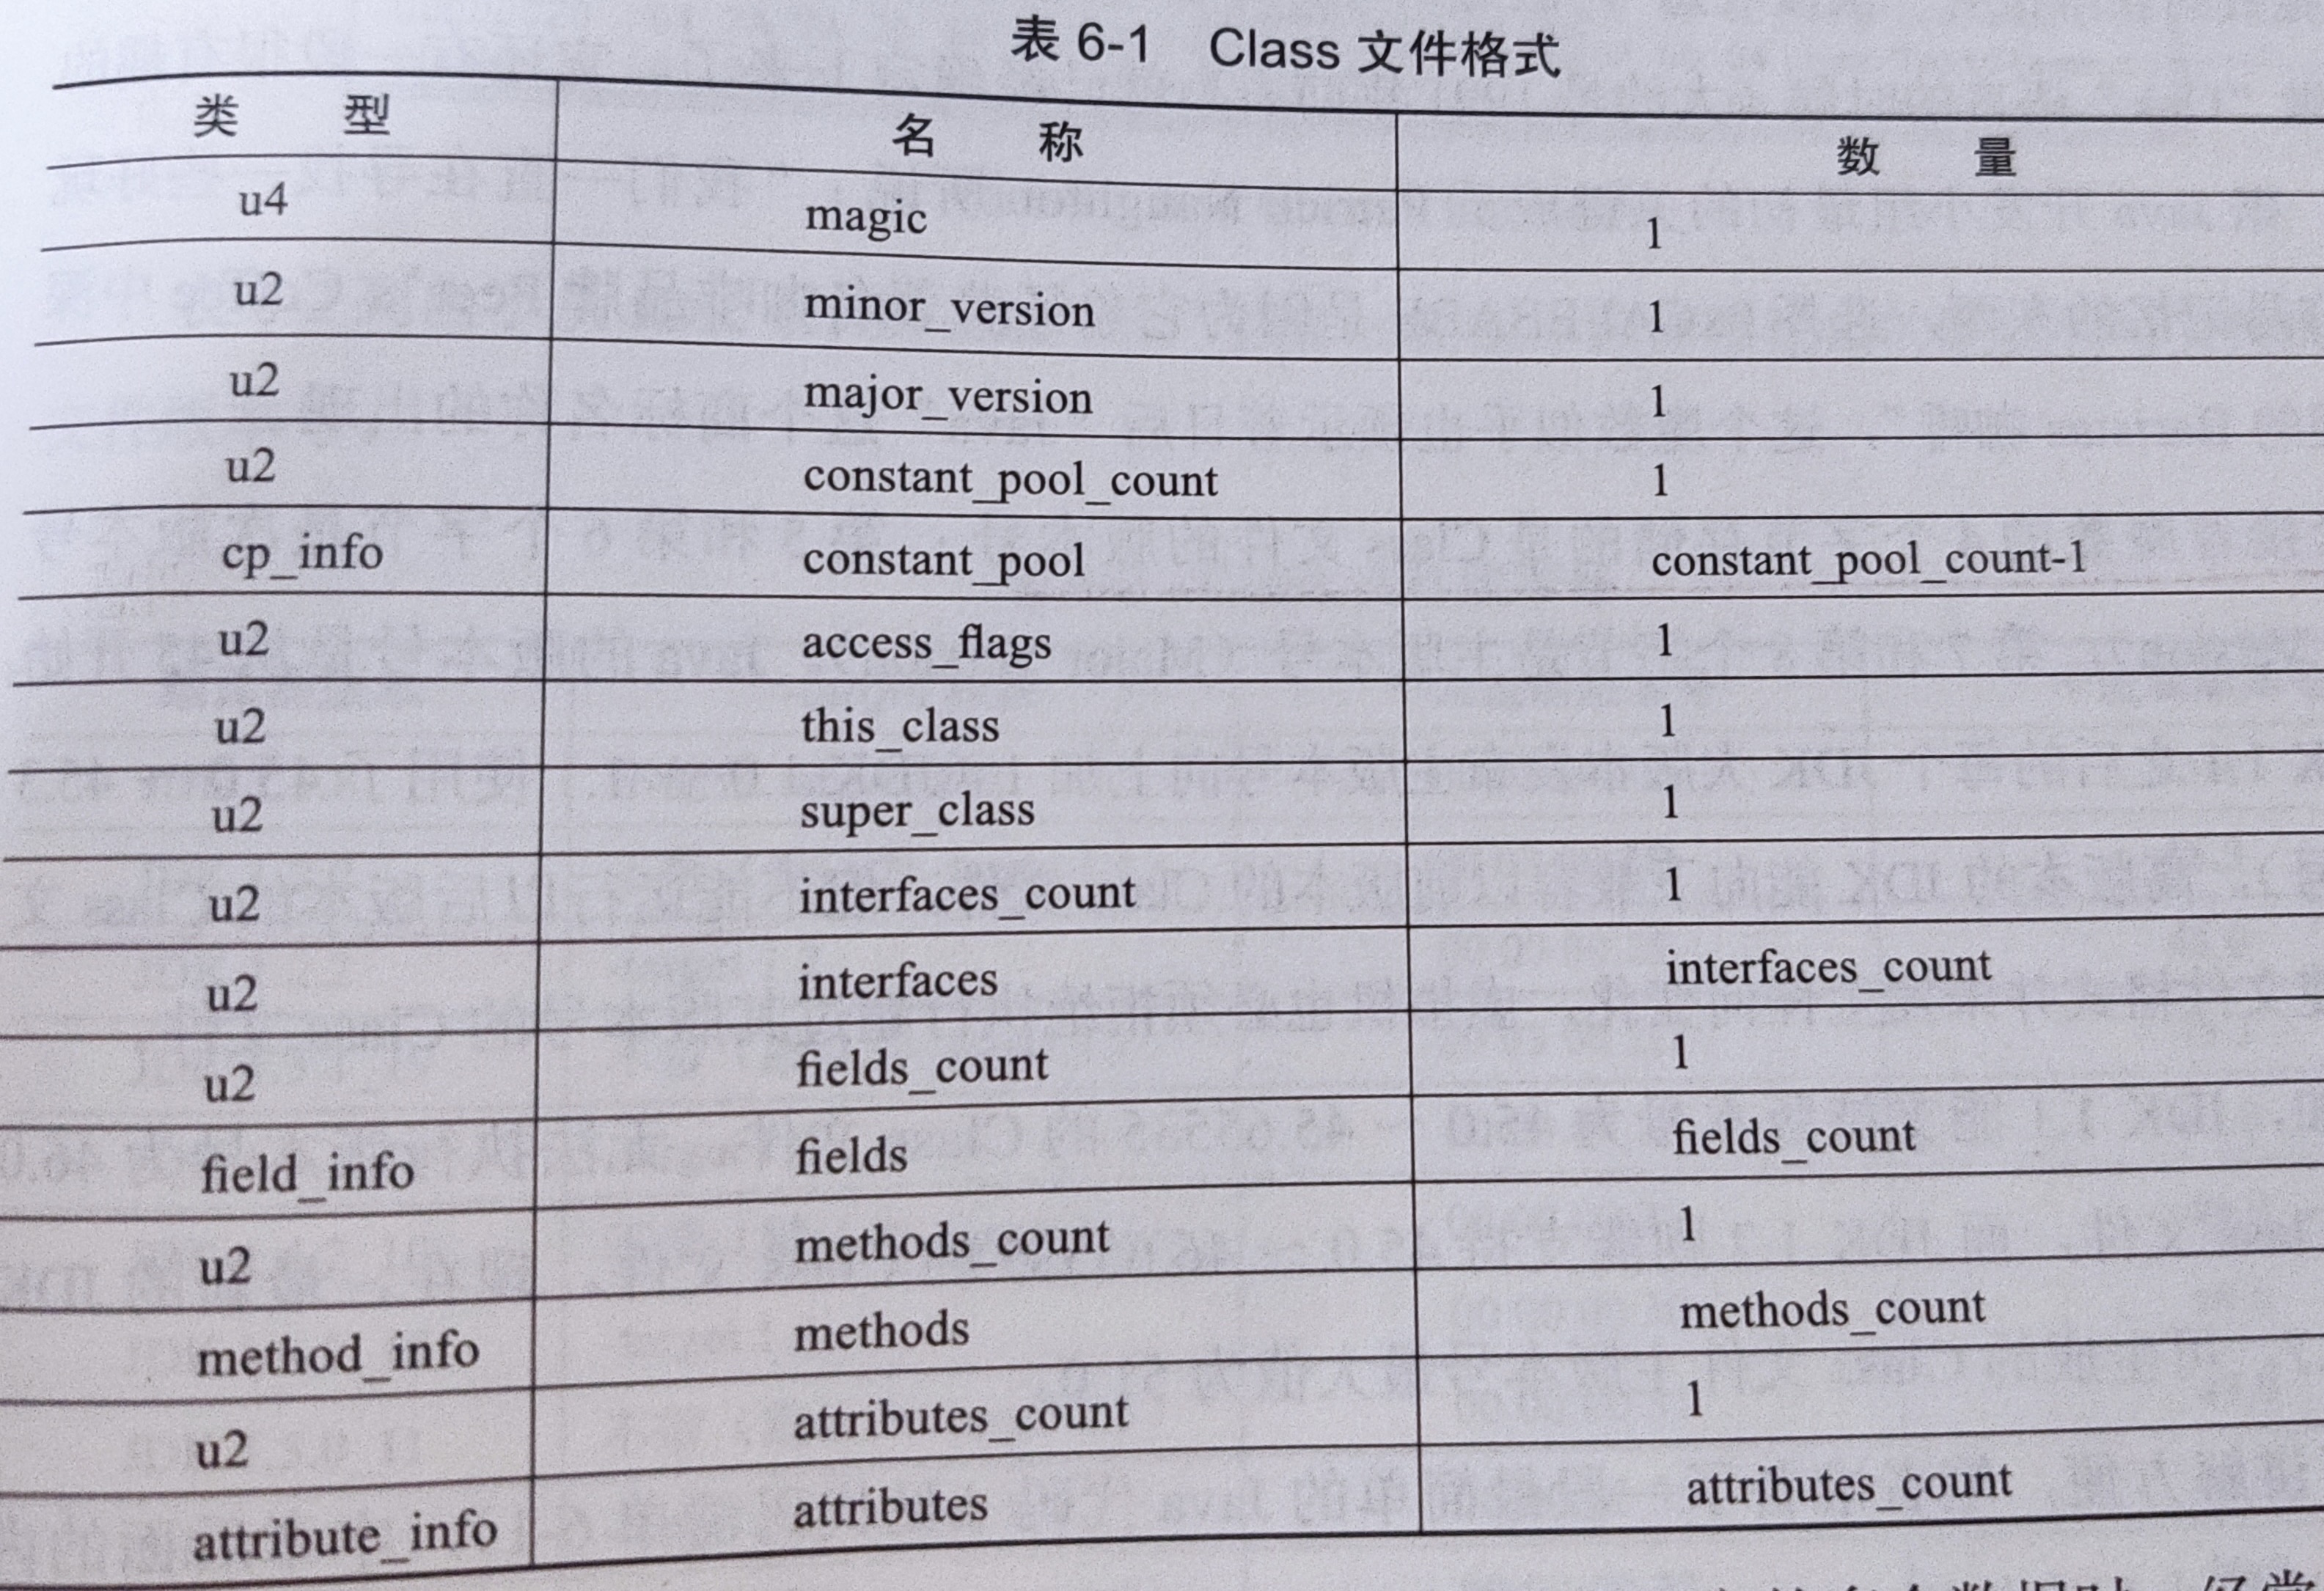 表 6-1 Class 文件格式
类 型 名 称 数 量
u4 magic 1
u2 minor_version 1
u2 major_version 1
u2 constant_pool_count 1
cp_info constant_pool constant_pool_count-1
u2 access_flags 1
u2 this_class 1
u2 super_class 1
u2 interfaces_count 1
u2 interfaces interfaces_count
u2 fields_count 1
field_info fields fields_count
u2 methods_count 1
method_info methods methods_count
u2 attributes_count 1
attribute_info attributes attributes_count